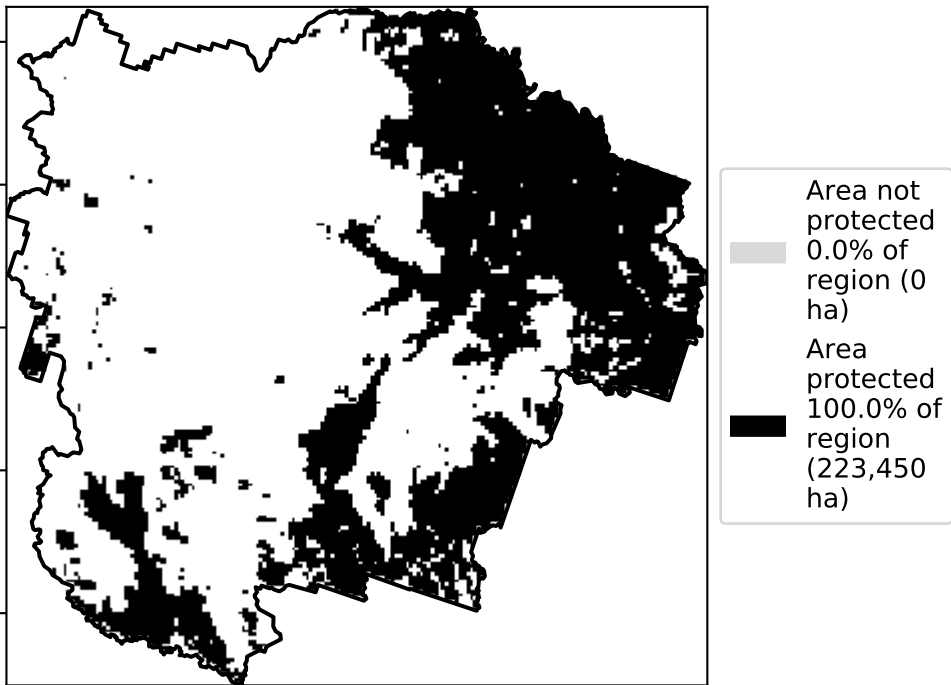 Area not
protected
0.0% of
region (0
ha)
Area
protected
100.0% of
region
(223,450
ha)